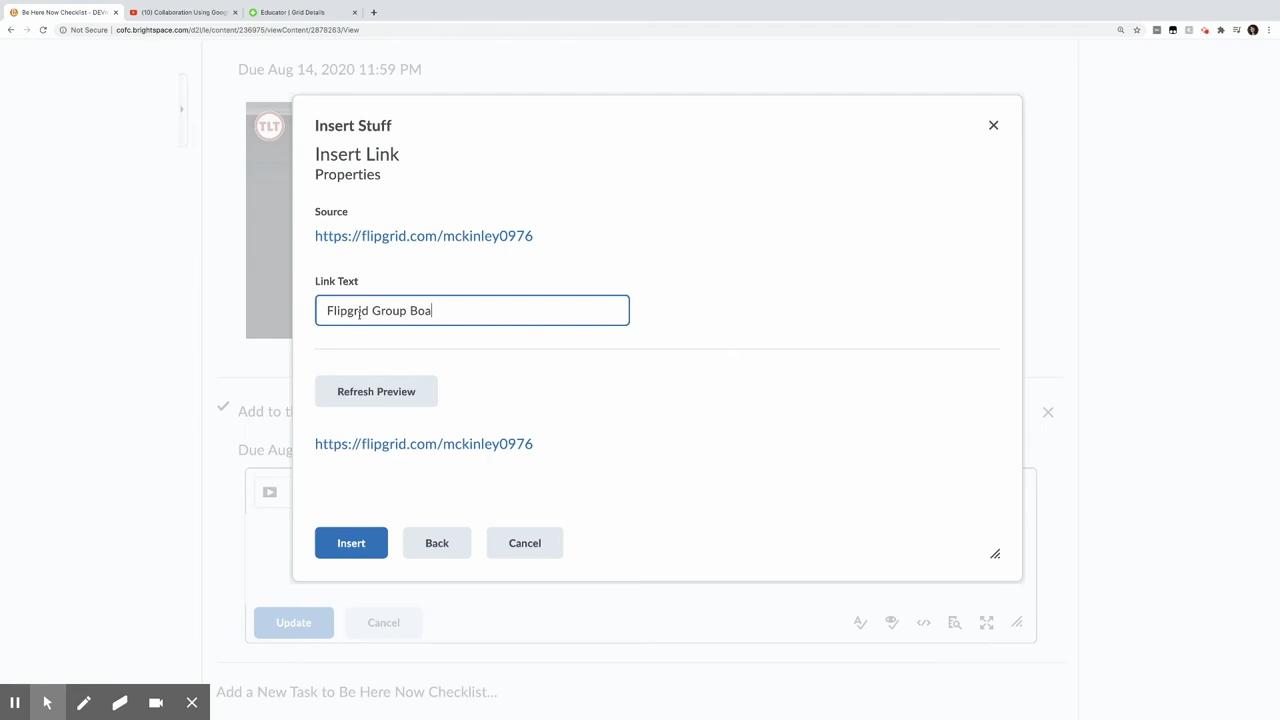 Be Here Now Checklist - DEVw
(10) Collaboration Using Goog
Educator | Grid Details
Not Secure | cofc.brightspace.com/d2l/le/content/236975/viewContent/2878263/View
Due Aug 14, 2020 11:59 PM
TLT
Insert Stuff
Insert Link
Properties
Source
https://flipgrid.com/mckinley0976
Link Text
Flipgrid Group Boa
Refresh Preview
Add to t
https://flipgrid.com/mckinley0976
Due Aug
Insert
Back
Cancel
Update
Cancel
Add a New Task to Be Here Now Checklist...